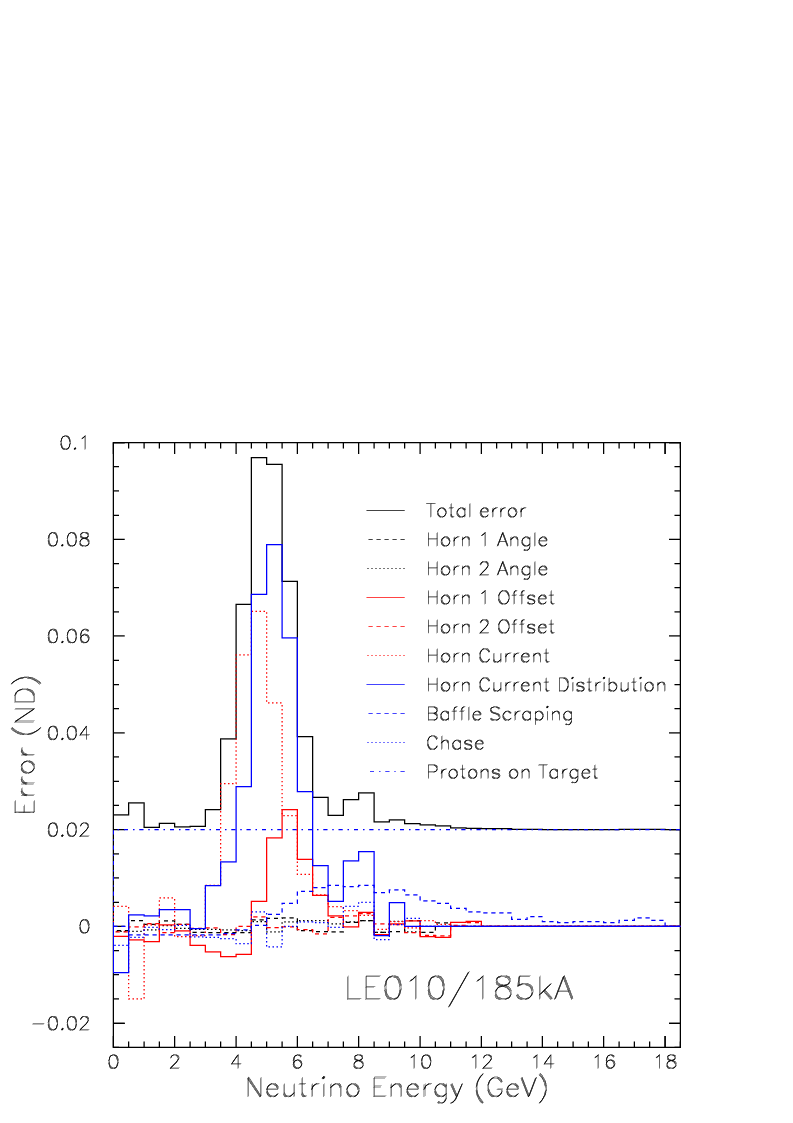 0.1
0.08
0.06
0.04
0.02
0
-0.02
Error (ND)
Total error
Horn 1 Angle
Horn 2 Angle
Horn 1 Offset
Horn 2 Offset
Horn Current
Horn Current Distribution
Baffle Scraping
Chase
Protons on Target
LE010/185kA
0 2 4 6 8 10 12 14 16 18
Neutrino Energy (GeV)